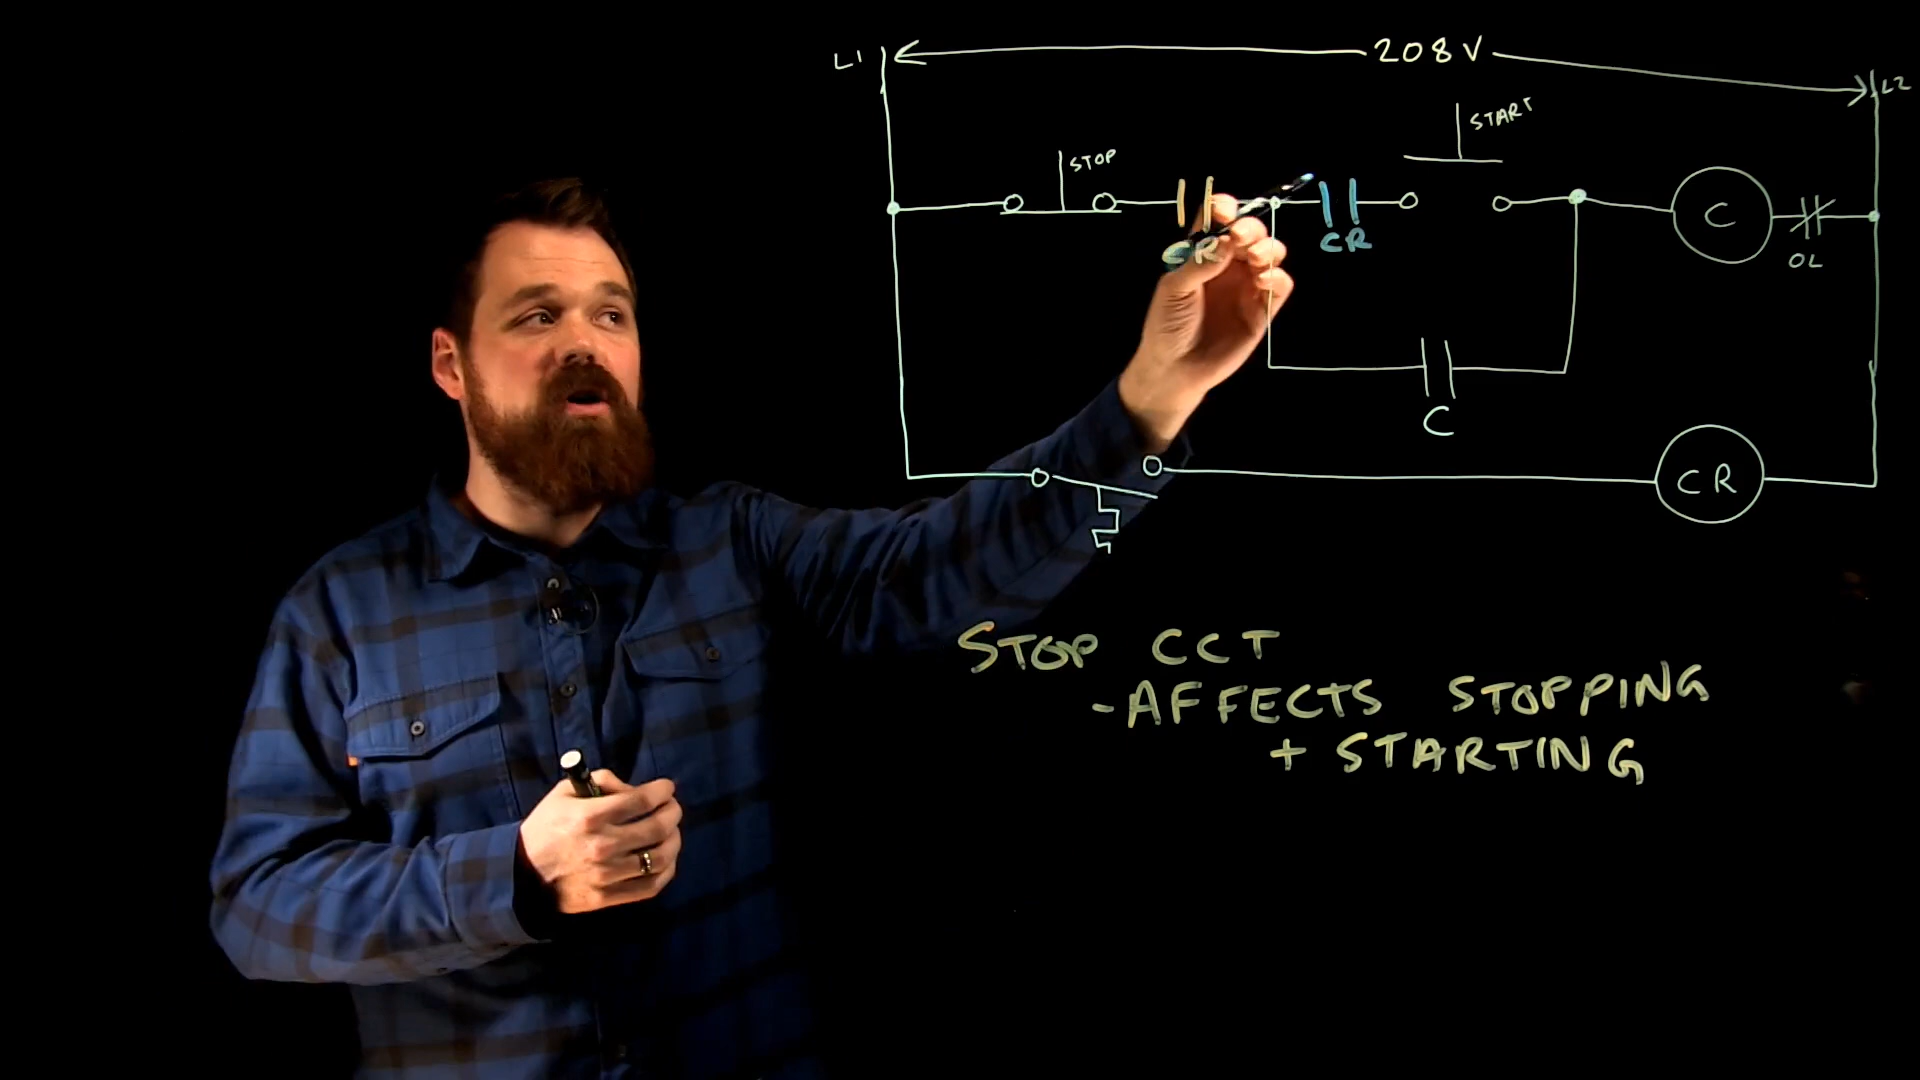 L1
208V
L2
START
STOP
CR
CR
C
OL
C
CR
STOP CCT
- AFFECTS STOPPING
+ STARTING